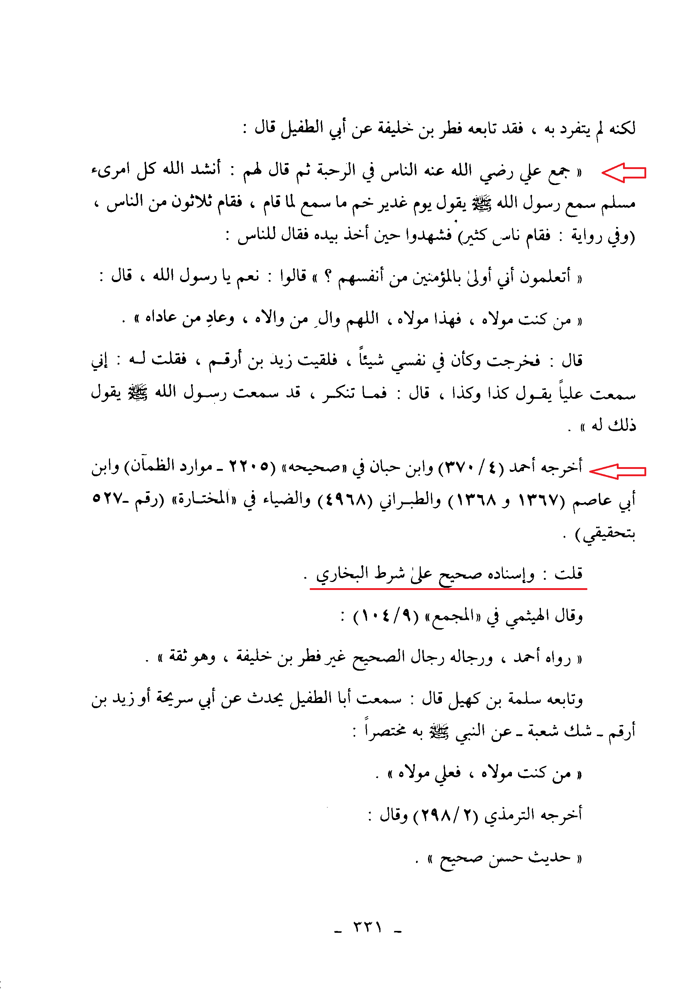 لكنه لم يتفرد به ، فقد تابعه فطر بن خليفة عن أبي الطفيل قال :
« جمع علي رضي الله عنه الناس في الرحبة ثم قال لهم : أنشد الله كل امرىء
مسلم سمع رسول الله ﷺ يقول يوم غدير خم ما سمع لما قام ، فقام ثلاثون من الناس ،
(وفي رواية : فقام ناس كثير) فشهدوا حين أخذ بيده فقال للناس :
« أتعلمون أني أولىٰ بالمؤمنين من أنفسهم ؟ » قالوا : نعم يا رسول الله ، قال :
« من كنت مولاه ، فهذا مولاه ، اللهم والِ من والاه ، وعادِ من عاداه » .
قال : فخرجت وكأن في نفسي شيئاً ، فلقيت زيد بن أرقـم ، فقلت لـه : إني
سمعت علياً يقـول كذا وكذا ، قال : فمـا تنكـر ، قد سمعت رسـول الله ﷺ يقول
ذلك له » .
أخرجه أحمد (٤/ ٣٧٠) وابن حبان في «صحيحه» (٢٢٠٥ ـ موارد الظمآن) وابن
أبي عاصم (١٣٦٧ و ١٣٦٨) والطبـراني (٤٩٦٨) والضياء في «المختـارة» (رقم ـ٥٢٧
بتحقيقي) .
قلت : وإسناده صحيح علىٰ شرط البخاري .
وقال الهيثمي في «المجمع» (٩/ ١٠٤) :
« رواه أحمد ، ورجاله رجال الصحيح غير فطر بن خليفة ، وهو ثقة » .
وتابعه سلمة بن كهيل قال : سمعت أبا الطفيل يحدث عن أبي سريحة أو زيد بن
أرقم ـ شك شعبة ـ عن النبي ﷺ به مختصراً :
« من كنت مولاه ، فعلي مولاه » .
أخرجه الترمذي (٢/ ٢٩٨) وقال :
« حديث حسن صحيح » .
ـ ٣٣١ ـ